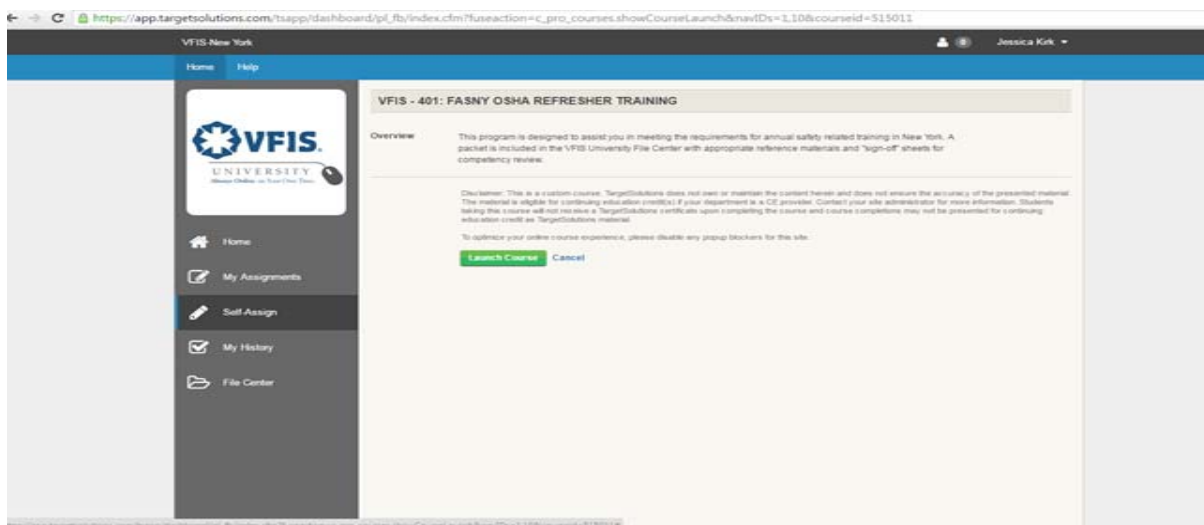 https://app.targetsolutions.com/tsapp/dashboard/pl_fb/index.cfm?fuseaction=c_pro_courses.showCourseLaunch&navIDs=1,10&courseid=515011
VFIS-New York
0
Jessica Kirk
Home
Help
VFIS
UNIVERSITY
Always Online on Your Own Time.
Home
My Assignments
Self-Assign
My History
File Center
VFIS - 401: FASNY OSHA REFRESHER TRAINING
Overview
This program is designed to assist you in meeting the requirements for annual safety related training in New York. A
packet is included in the VFIS University File Center with appropriate reference materials and "sign-off" sheets for
competency review.
Disclaimer: This is a custom course. TargetSolutions does not own or maintain the content herein and does not ensure the accuracy of the presented material.
The material is eligible for continuing education credit(s) if your department is a CE provider. Contact your site administrator for more information. Students
taking this course will not receive a TargetSolutions certificate upon completing the course and course completions may not be presented for continuing
education credit as TargetSolutions material.
To optimize your online course experience, please disable any popup blockers for this site.
Launch Course
Cancel